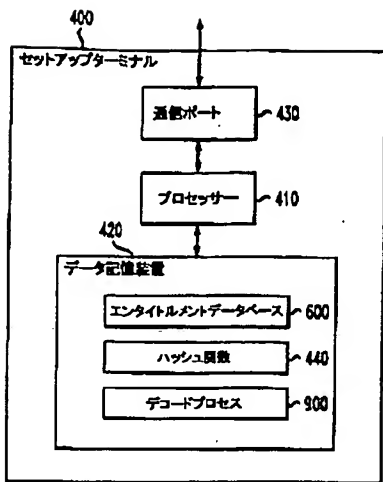 400
セットアップターミナル
通信ポート
430
プロセッサー
410
420
データ記憶装置
エンタイトルメントデータベース
600
ハッシュ関数
440
デコードプロセス
900